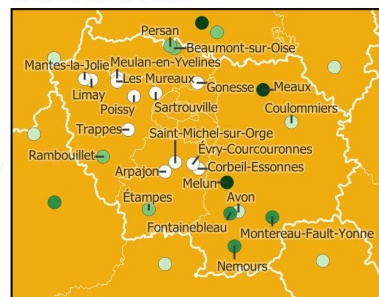 Persan
Beaumont-sur-Oise
Meulan-en-Yvelines
Mantes-la-Jolie
Les Mureaux
Gonesse
Meaux
Limay
Poissy
Sartrouville
Coulommiers
Trappes
Saint-Michel-sur-Orge
Évry-Courcouronnes
Rambouillet
Arpajon
Corbeil-Essonnes
Melun
Étampes
Avon
Fontainebleau
Montereau-Fault-Yonne
Nemours